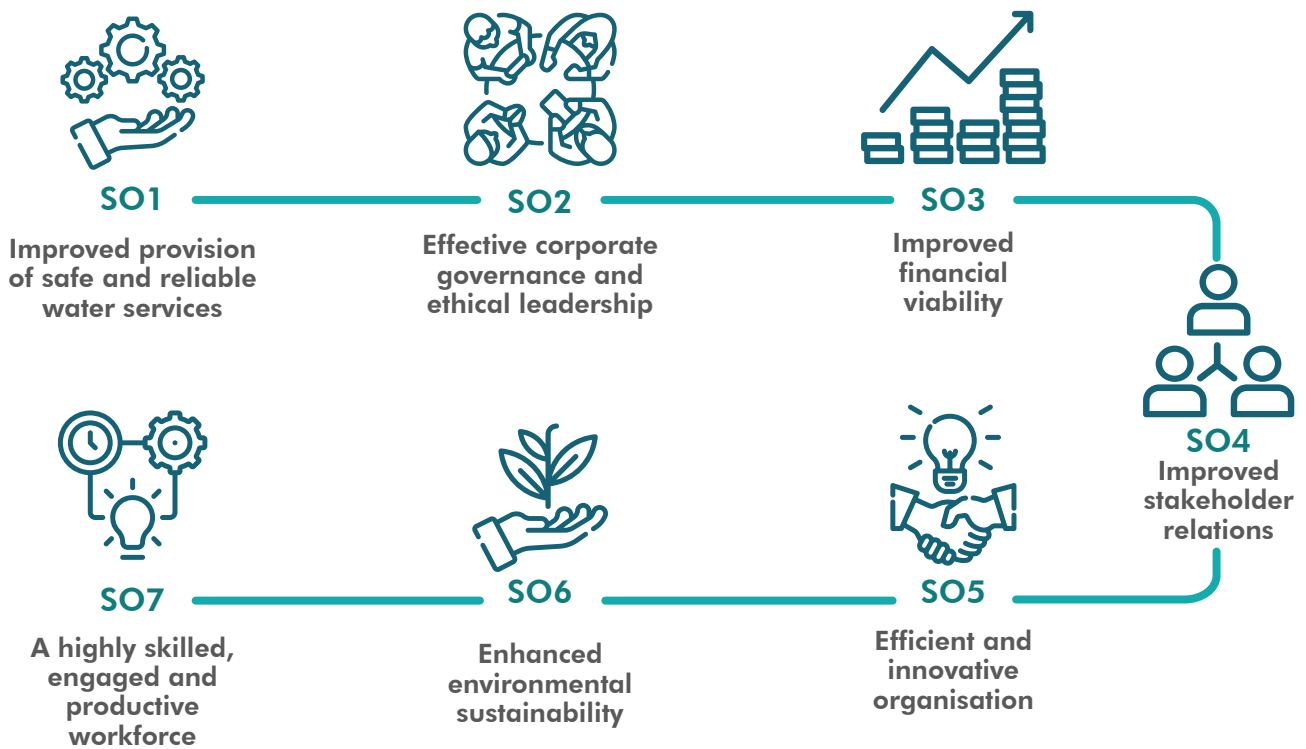 SO1
Improved provision
of safe and reliable
water services
SO2
Effective corporate
governance and
ethical leadership
SO3
Improved
financial
viability
SO4
Improved
stakeholder
relations
SO5
Efficient and
innovative
organisation
SO6
Enhanced
environmental
sustainability
SO7
A highly skilled,
engaged and
productive
workforce